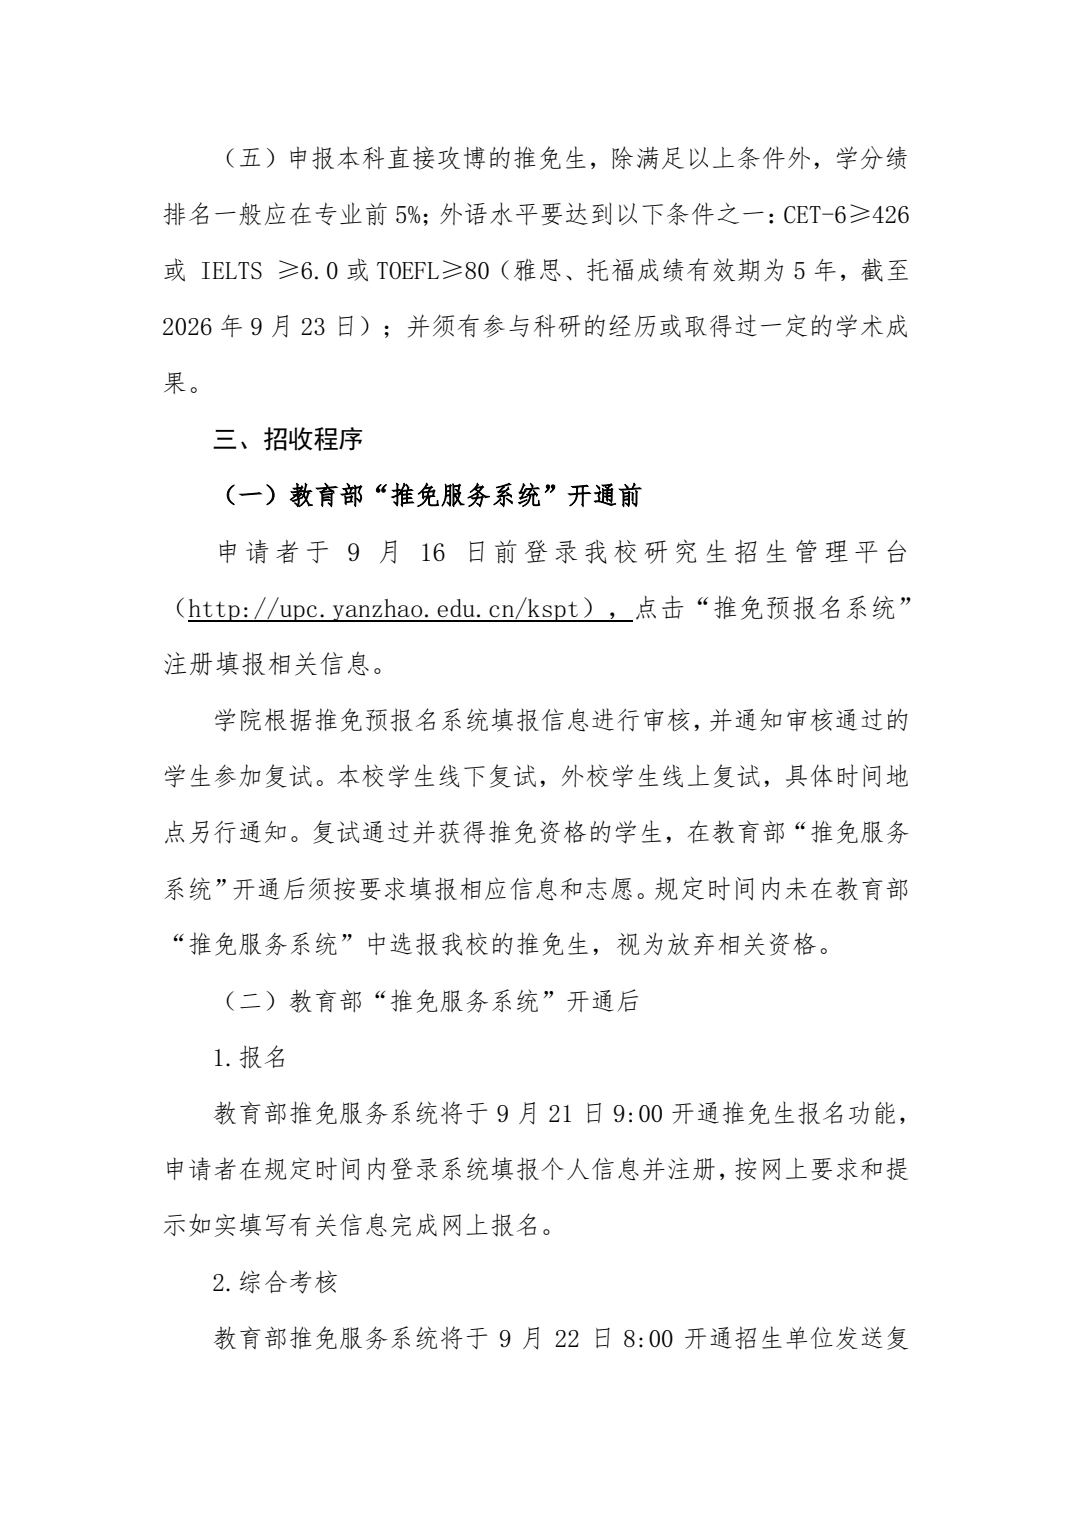 （五）申报本科直接攻博的推免生，除满足以上条件外，学分绩
排名一般应在专业前 5%；外语水平要达到以下条件之一：CET-6≥426
或 IELTS ≥6.0 或 TOEFL≥80（雅思、托福成绩有效期为 5 年，截至
2026 年 9 月 23 日）；并须有参与科研的经历或取得过一定的学术成
果。
三、招收程序
（一）教育部“推免服务系统”开通前
申请者于 9 月 16 日前登录我校研究生招生管理平台
（http://upc.yanzhao.edu.cn/kspt），点击“推免预报名系统”
注册填报相关信息。
学院根据推免预报名系统填报信息进行审核，并通知审核通过的
学生参加复试。本校学生线下复试，外校学生线上复试，具体时间地
点另行通知。复试通过并获得推免资格的学生，在教育部“推免服务
系统”开通后须按要求填报相应信息和志愿。规定时间内未在教育部
“推免服务系统”中选报我校的推免生，视为放弃相关资格。
（二）教育部“推免服务系统”开通后
1.报名
教育部推免服务系统将于 9 月 21 日 9:00 开通推免生报名功能，
申请者在规定时间内登录系统填报个人信息并注册，按网上要求和提
示如实填写有关信息完成网上报名。
2.综合考核
教育部推免服务系统将于 9 月 22 日 8:00 开通招生单位发送复